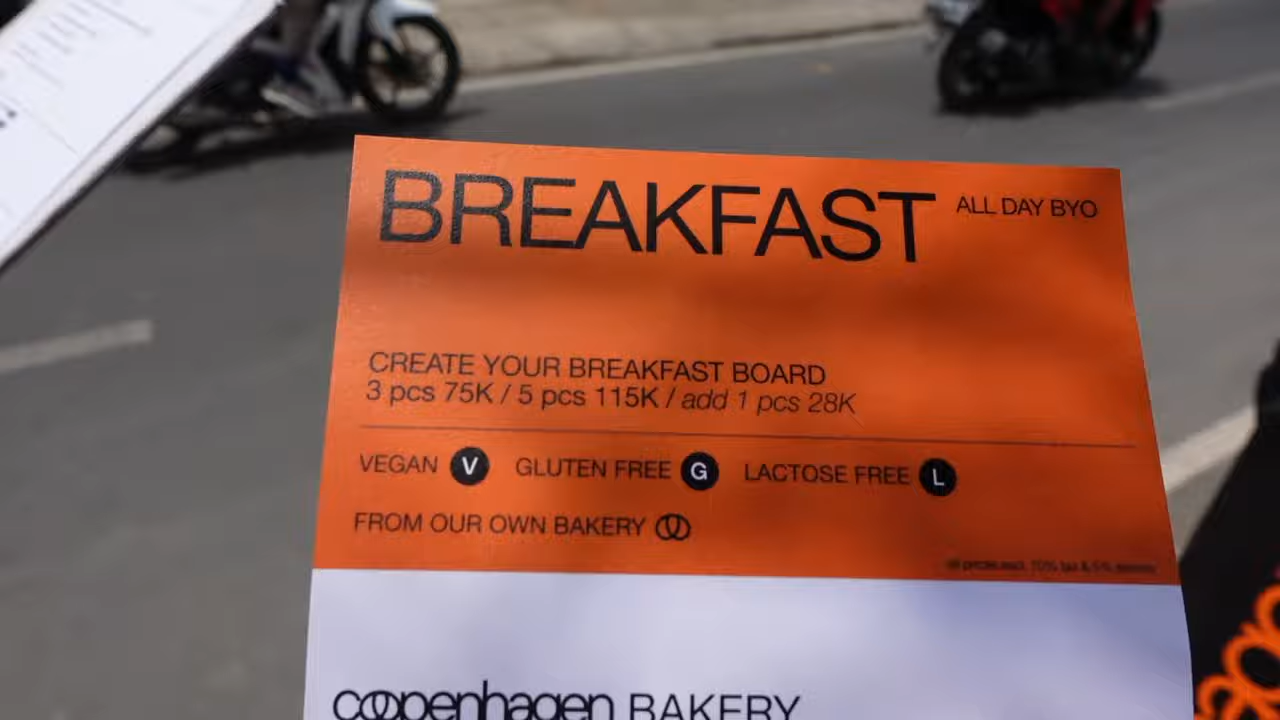 BREAKFAST ALL DAY BYO
CREATE YOUR BREAKFAST BOARD
3 pcs 75K / 5 pcs 115K / add 1 pcs 28K
VEGAN V GLUTEN FREE G LACTOSE FREE L
FROM OUR OWN BAKERY
copenhagen BAKERY